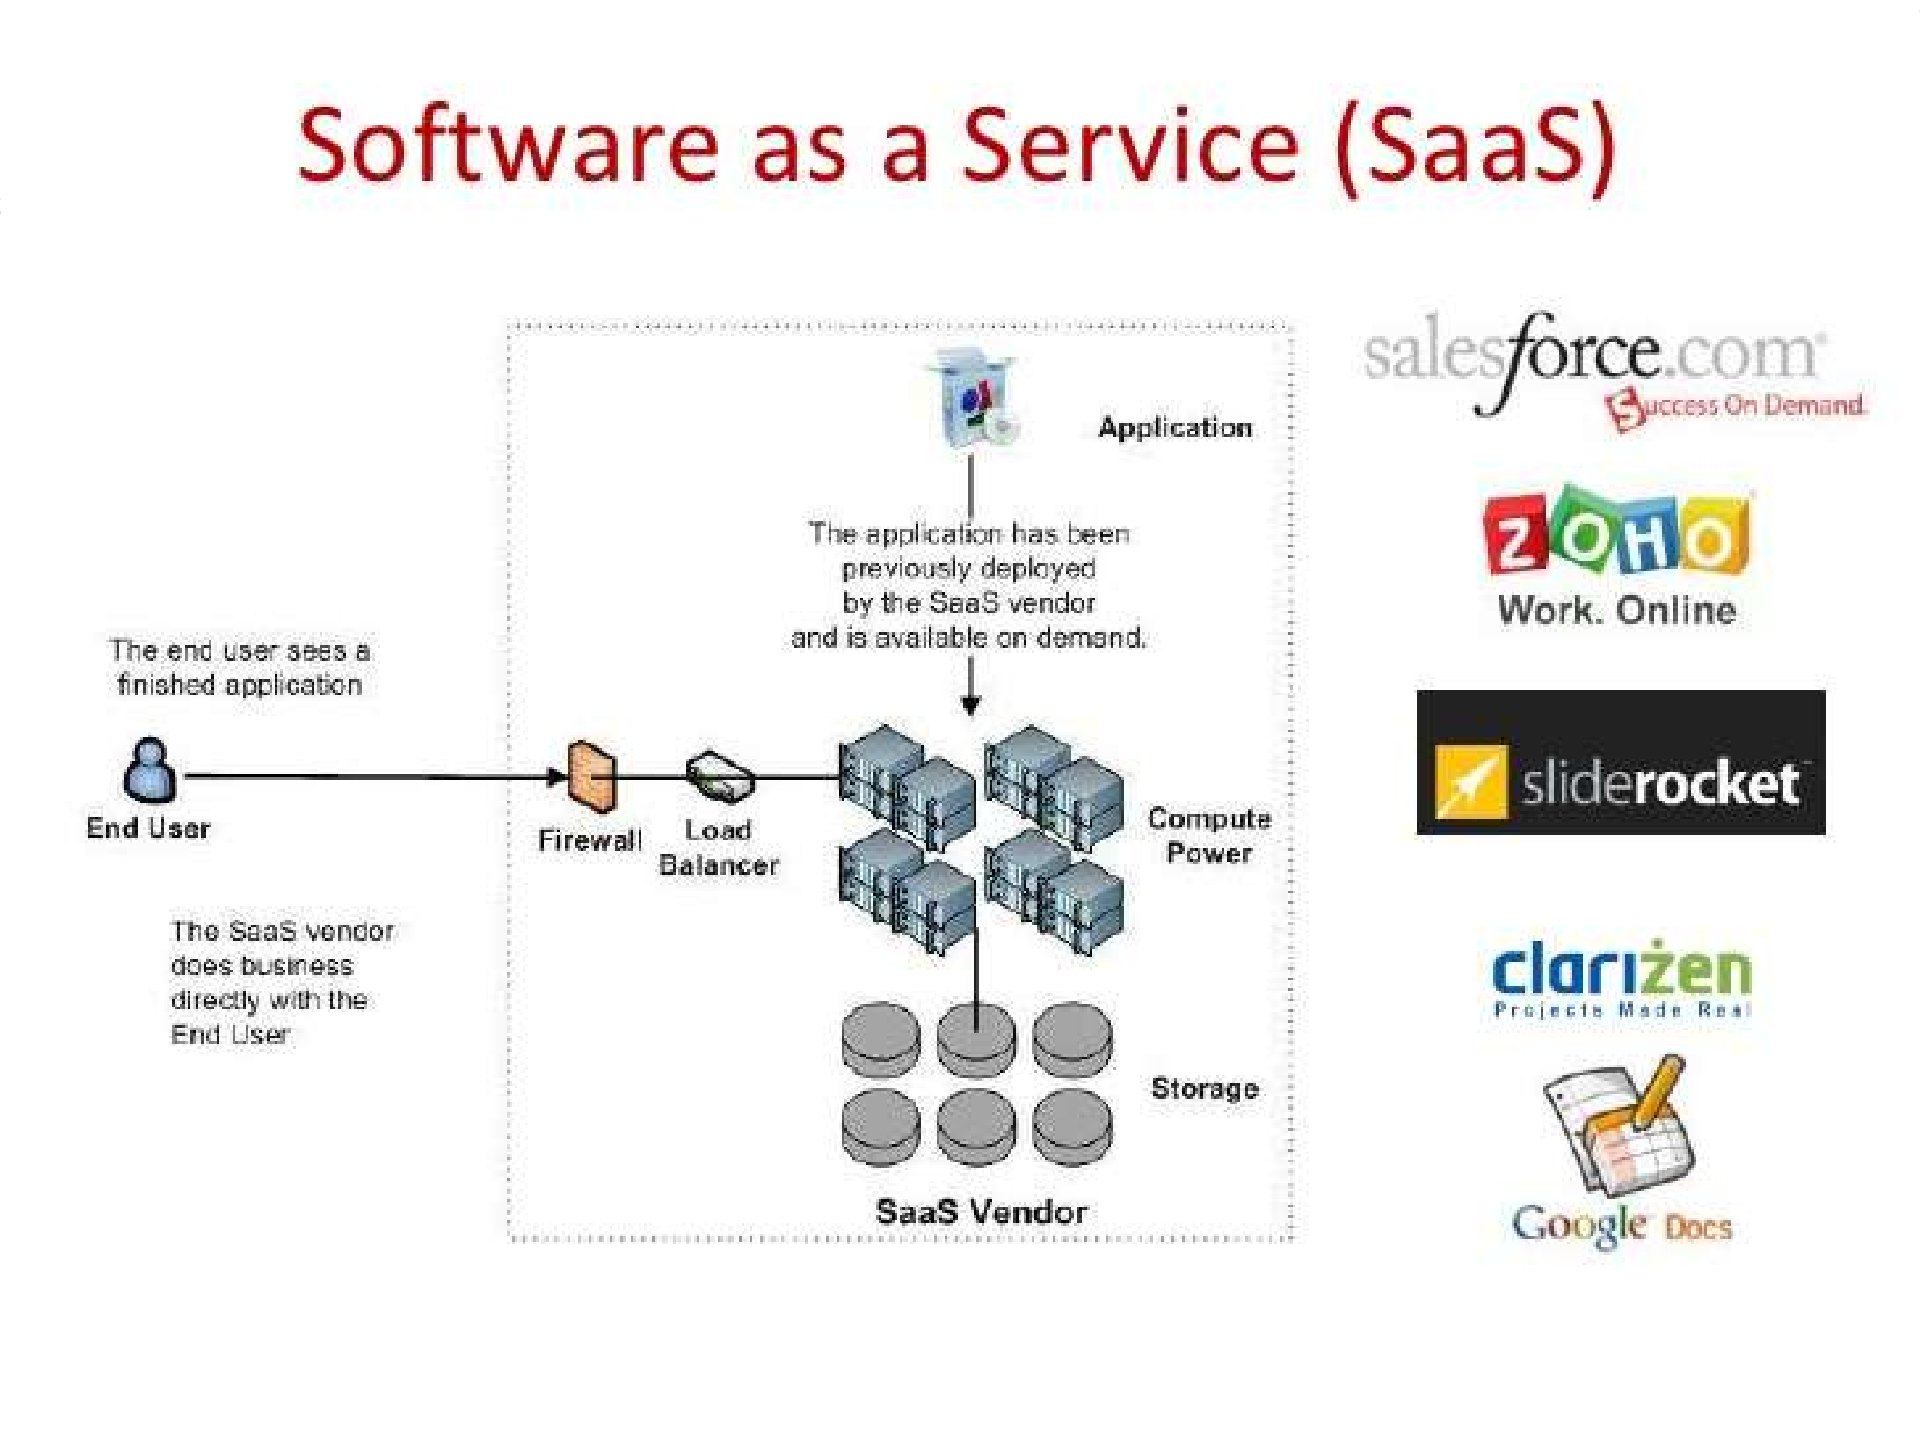 Software as a Service (SaaS)
Application
The application has been
previously deployed
by the SaaS vendor
and is available on demand.
The end user sees a
finished application
End User
Firewall
Load
Balancer
Compute
Power
The SaaS vendor
does business
directly with the
End User
Storage
SaaS Vendor
salesforce.com
Success On Demand.
ZOHO
Work. Online
sliderocket
clarizen
Projects Made Real
Google Docs